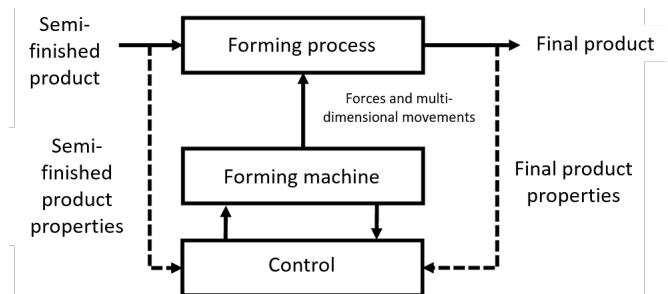 Semi-
finished
product
Forming process
Final product
Forces and multi-
dimensional movements
Semi-
finished
product
properties
Forming machine
Final product
properties
Control